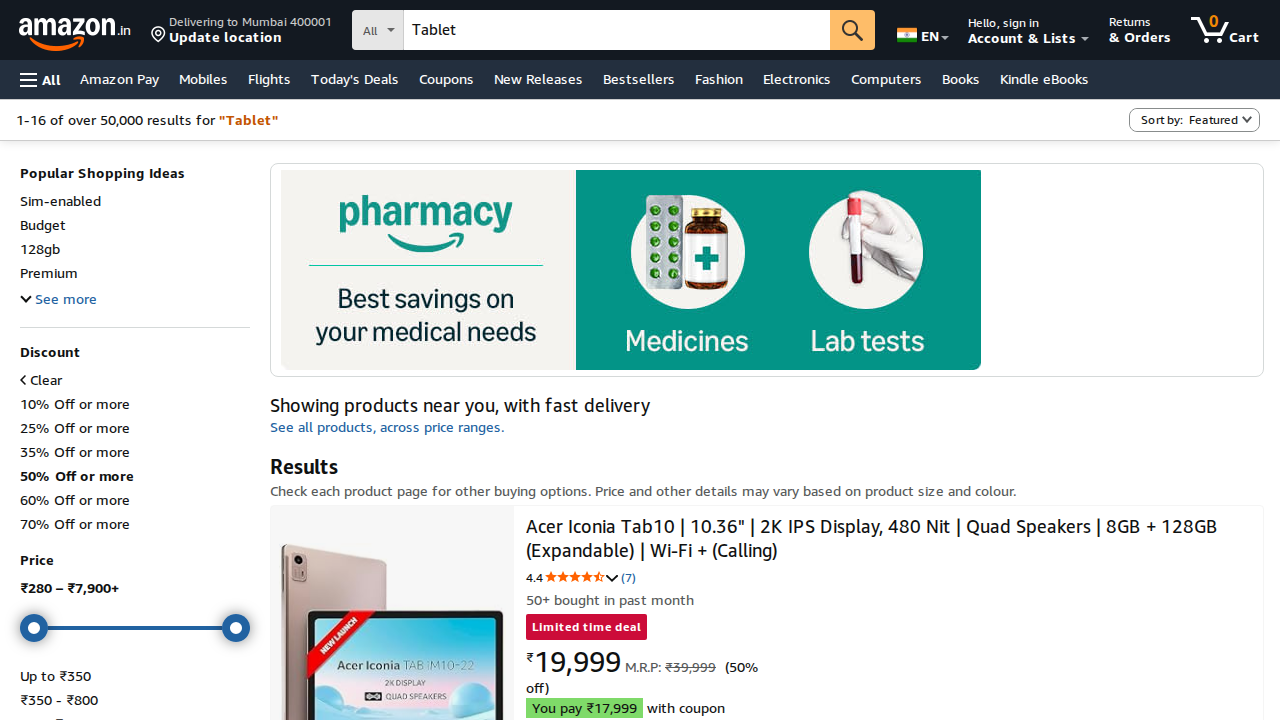 amazon.in
Delivering to Mumbai 400001
Update location
All
Tablet
EN
Hello, sign in
Account & Lists
Returns
& Orders
0
Cart
All
Amazon Pay
Mobiles
Flights
Today's Deals
Coupons
New Releases
Bestsellers
Fashion
Electronics
Computers
Books
Kindle eBooks
1-16 of over 50,000 results for "Tablet"
Sort by: Featured
Popular Shopping Ideas
Sim-enabled
Budget
128gb
Premium
See more
Discount
Clear
10% Off or more
25% Off or more
35% Off or more
50% Off or more
60% Off or more
70% Off or more
Price
₹280 – ₹7,900+
Up to ₹350
₹350 - ₹800
pharmacy
Best savings on
your medical needs
Medicines
Lab tests
Showing products near you, with fast delivery
See all products, across price ranges.
Results
Check each product page for other buying options. Price and other details may vary based on product size and colour.
NEW LAUNCH
Acer Iconia TAB iM10-22
2K DISPLAY
QUAD SPEAKERS
Acer Iconia Tab10 | 10.36" | 2K IPS Display, 480 Nit | Quad Speakers | 8GB + 128GB
(Expandable) | Wi-Fi + (Calling)
4.4 (7)
50+ bought in past month
Limited time deal
₹19,999 M.R.P: ₹39,999 (50%
off)
You pay ₹17,999 with coupon